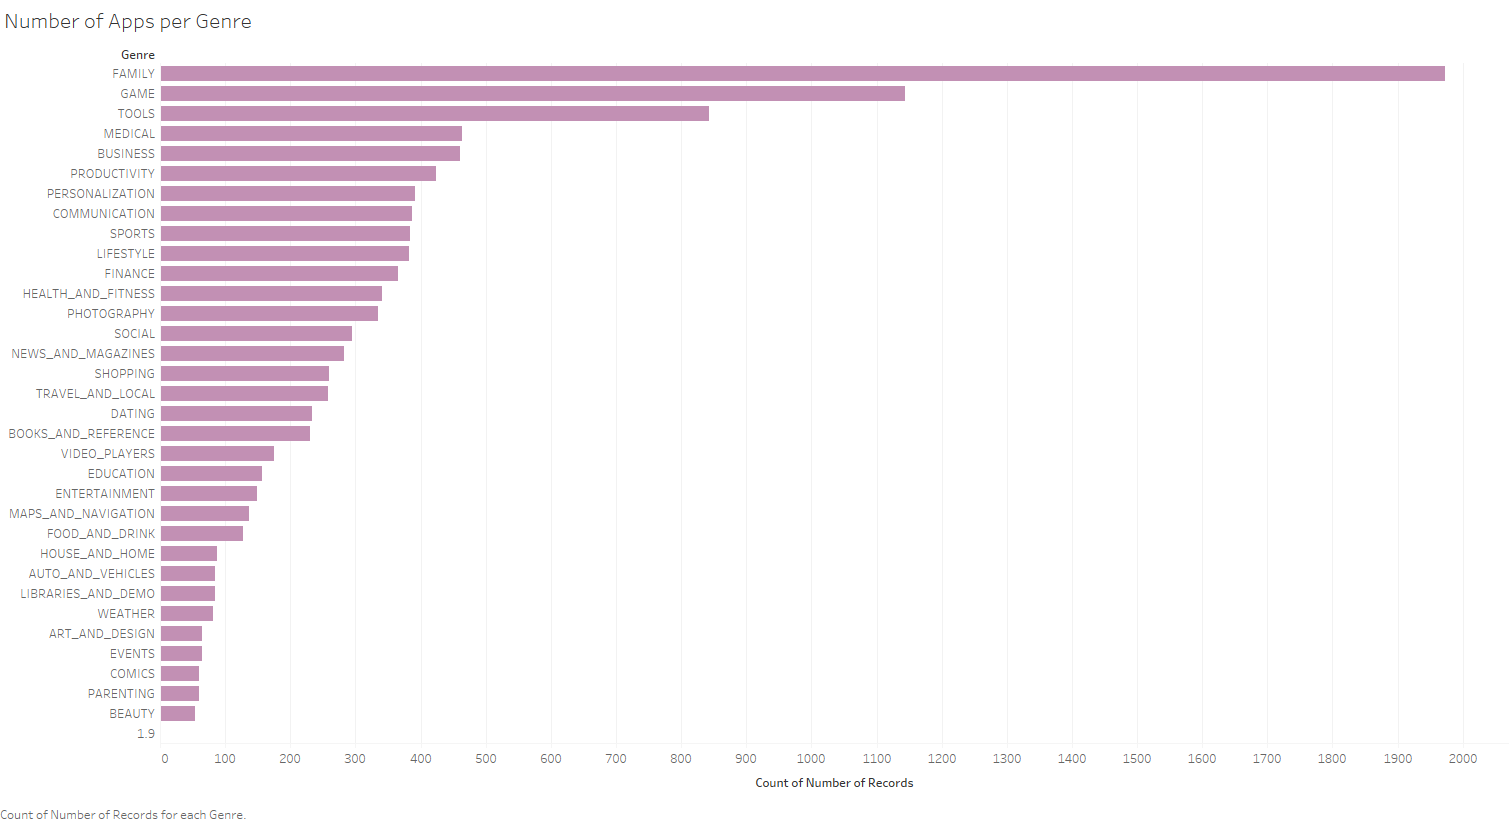 Number of Apps per Genre
Genre
FAMILY
GAME
TOOLS
MEDICAL
BUSINESS
PRODUCTIVITY
PERSONALIZATION
COMMUNICATION
SPORTS
LIFESTYLE
FINANCE
HEALTH_AND_FITNESS
PHOTOGRAPHY
SOCIAL
NEWS_AND_MAGAZINES
SHOPPING
TRAVEL_AND_LOCAL
DATING
BOOKS_AND_REFERENCE
VIDEO_PLAYERS
EDUCATION
ENTERTAINMENT
MAPS_AND_NAVIGATION
FOOD_AND_DRINK
HOUSE_AND_HOME
AUTO_AND_VEHICLES
LIBRARIES_AND_DEMO
WEATHER
ART_AND_DESIGN
EVENTS
COMICS
PARENTING
BEAUTY
1.9
0 100 200 300 400 500 600 700 800 900 1000 1100 1200 1300 1400 1500 1600 1700 1800 1900 2000
Count of Number of Records
Count of Number of Records for each Genre.